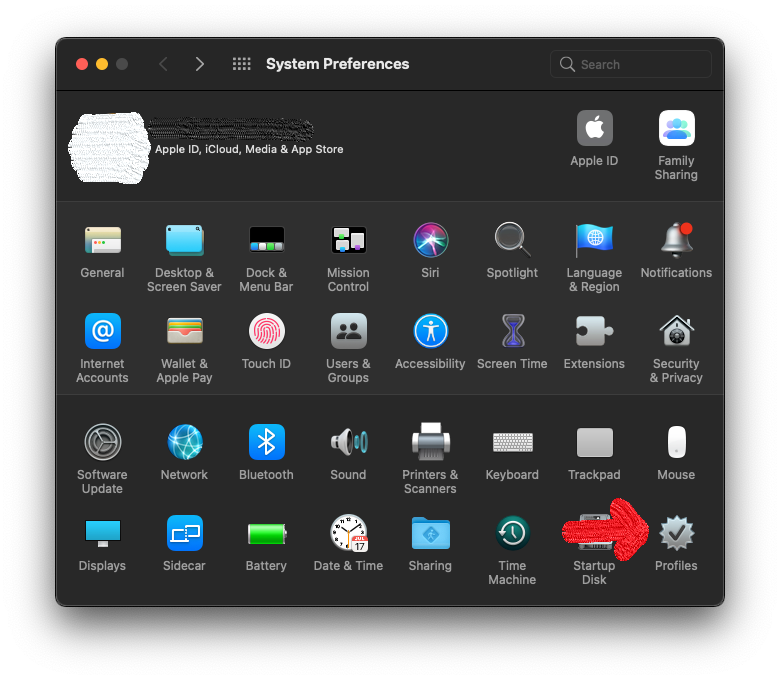 System Preferences
Search
Apple ID, iCloud, Media & App Store
Apple ID
Family
Sharing
General
Desktop &
Screen Saver
Dock &
Menu Bar
Mission
Control
Siri
Spotlight
Language
& Region
Notifications
Internet
Accounts
Wallet &
Apple Pay
Touch ID
Users &
Groups
Accessibility
Screen Time
Extensions
Security
& Privacy
Software
Update
Network
Bluetooth
Sound
Printers &
Scanners
Keyboard
Trackpad
Mouse
Displays
Sidecar
Battery
JUL
17
Date & Time
Sharing
Time
Machine
Startup
Disk
Profiles